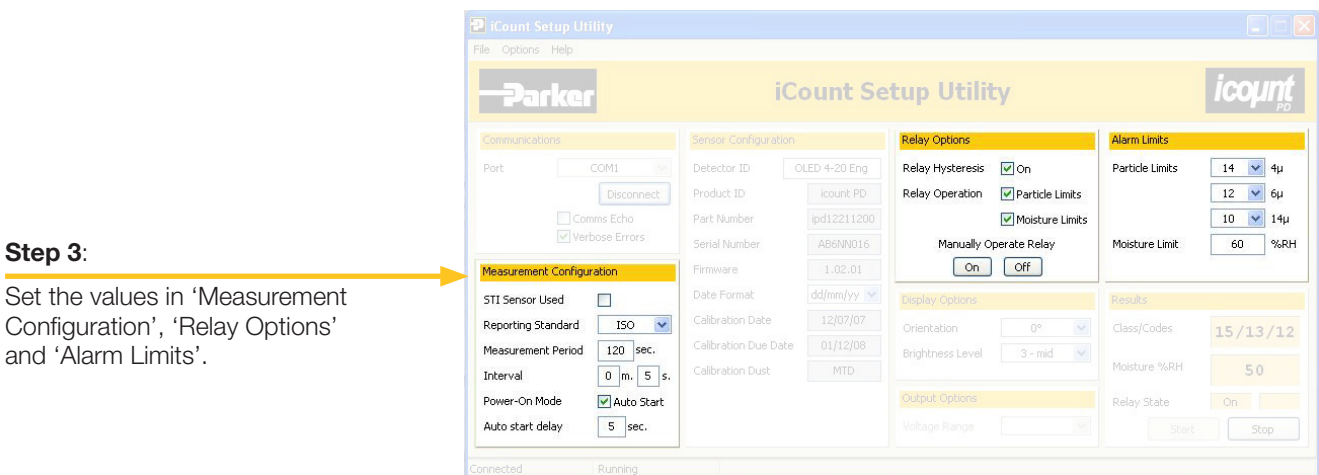 Step 3:
Set the values in ‘Measurement
Configuration’, ‘Relay Options’
and ‘Alarm Limits’.
iCount Setup Utility
File Options Help
Parker
iCount Setup Utility
icount
PD
Communications
Port COM1
Disconnect
Comms Echo
Verbose Errors
Measurement Configuration
STI Sensor Used
Reporting Standard ISO
Measurement Period 120 sec.
Interval 0 m. 5 s.
Power-On Mode Auto Start
Auto start delay 5 sec.
Sensor Configuration
Detector ID OLED 4-20 Eng
Product ID icount PD
Part Number ipd12211200
Serial Number AB6NN016
Firmware 1.02.01
Date Format dd/mm/yy
Calibration Date 12/07/07
Calibration Due Date 01/12/08
Calibration Dust MTD
Relay Options
Relay Hysteresis On
Relay Operation Particle Limits
Moisture Limits
Manually Operate Relay
On Off
Display Options
Orientation 0°
Brightness Level 3 - mid
Output Options
Voltage Range
Alarm Limits
Particle Limits 14 4µ
12 6µ
10 14µ
Moisture Limit 60 %RH
Results
Class/Codes 15/13/12
Moisture %RH 50
Relay State On
Start Stop
Connected Running